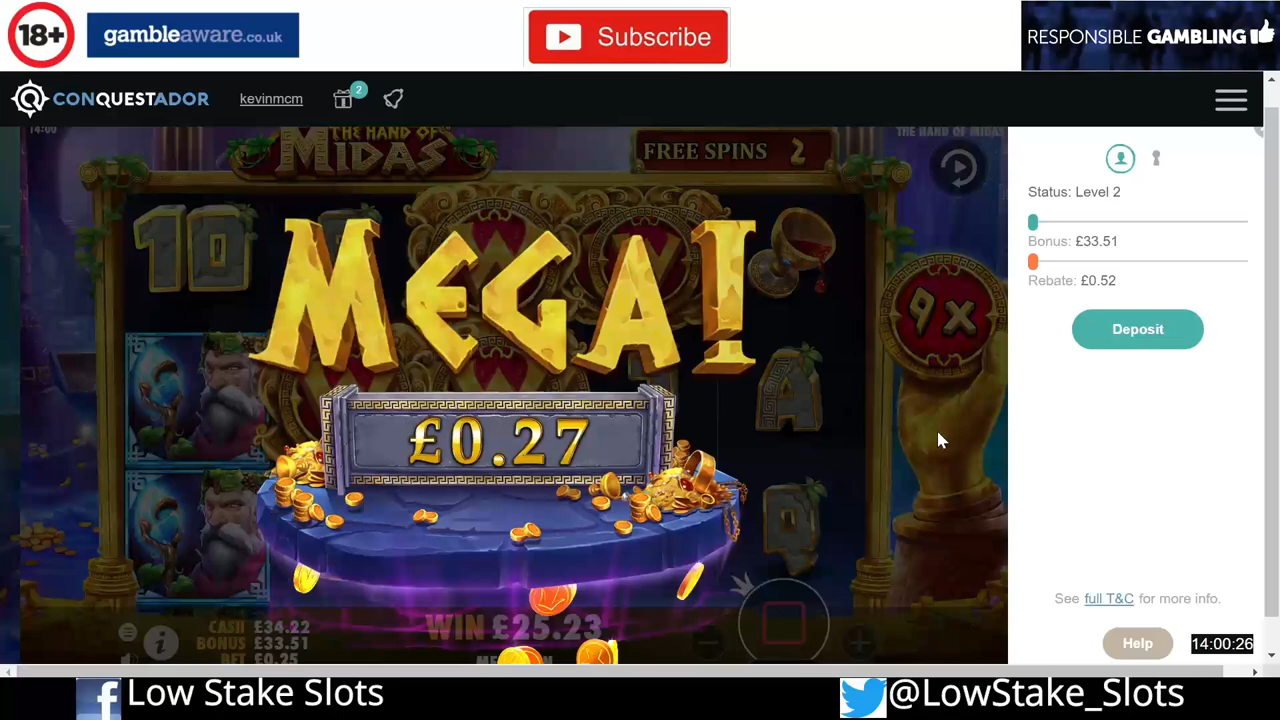 18+
gambleaware.co.uk
Subscribe
RESPONSIBLE GAMBLING
CONQUESTADOR
kevinmcm
2
14:00
THE HAND OF MIDAS
FREE SPINS 2
THE HAND OF MIDAS
Status: Level 2
Bonus: £33.51
Rebate: £0.52
Deposit
10
MEGA!
9x
£0.27
A
Q
CASH £34.22
BONUS £33.51
BET £0.25
WIN £25.23
See full T&C for more info.
Help
14:00:26
Low Stake Slots
@LowStake_Slots